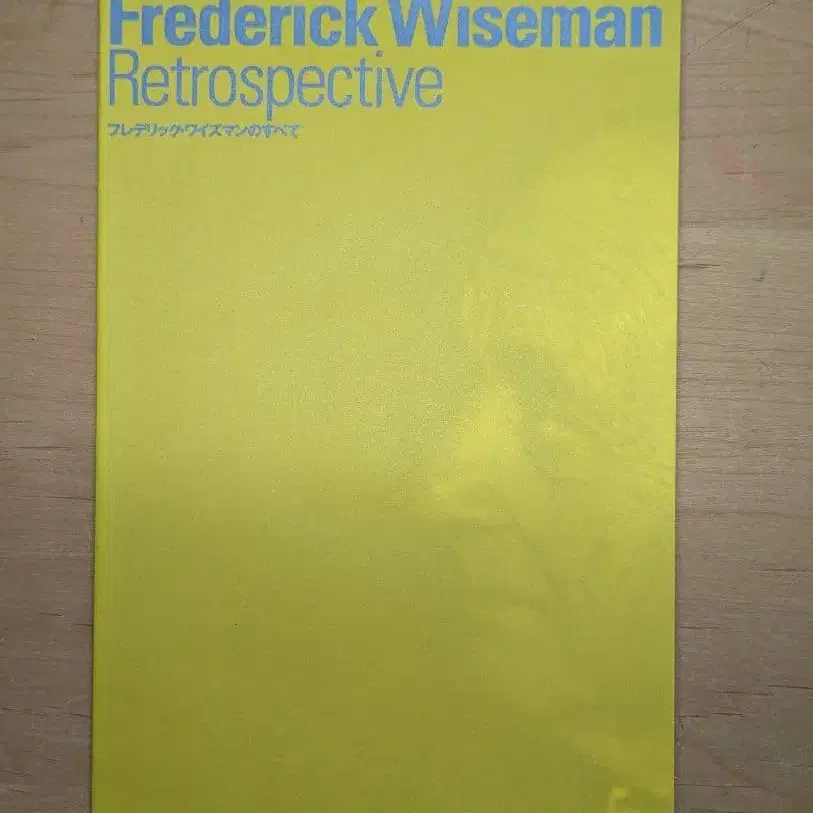 Frederick Wiseman
Retrospective
フレデリック・ワイズマンのすべて